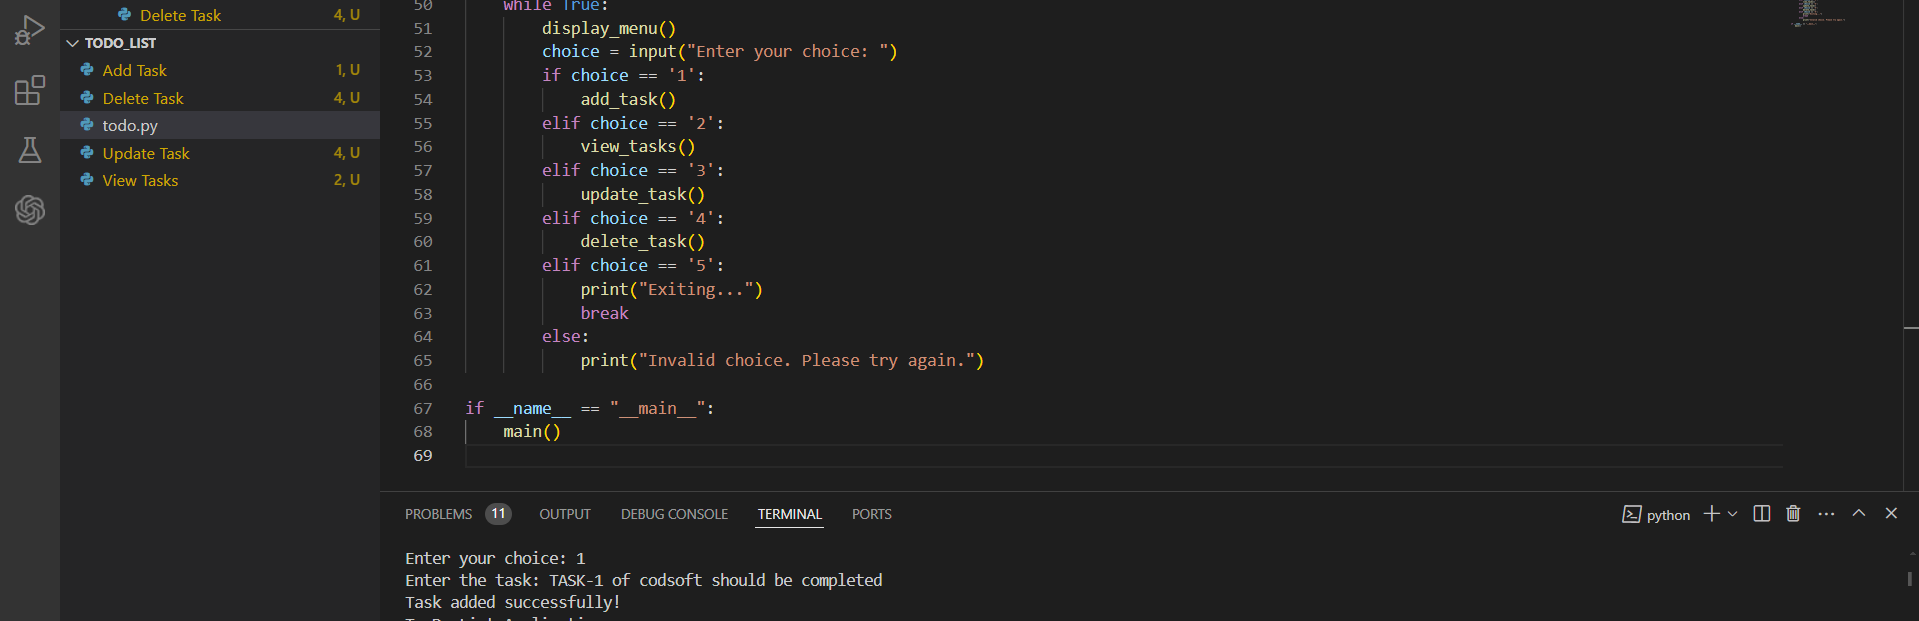 Delete Task 4, U
TODO_LIST
Add Task 1, U
Delete Task 4, U
todo.py
Update Task 4, U
View Tasks 2, U
50 while True:
51 display_menu()
52 choice = input("Enter your choice: ")
53 if choice == '1':
54 add_task()
55 elif choice == '2':
56 view_tasks()
57 elif choice == '3':
58 update_task()
59 elif choice == '4':
60 delete_task()
61 elif choice == '5':
62 print("Exiting...")
63 break
64 else:
65 print("Invalid choice. Please try again.")
66
67 if __name__ == "__main__":
68 main()
69
PROBLEMS 11 OUTPUT DEBUG CONSOLE TERMINAL PORTS python
Enter your choice: 1
Enter the task: TASK-1 of codsoft should be completed
Task added successfully!